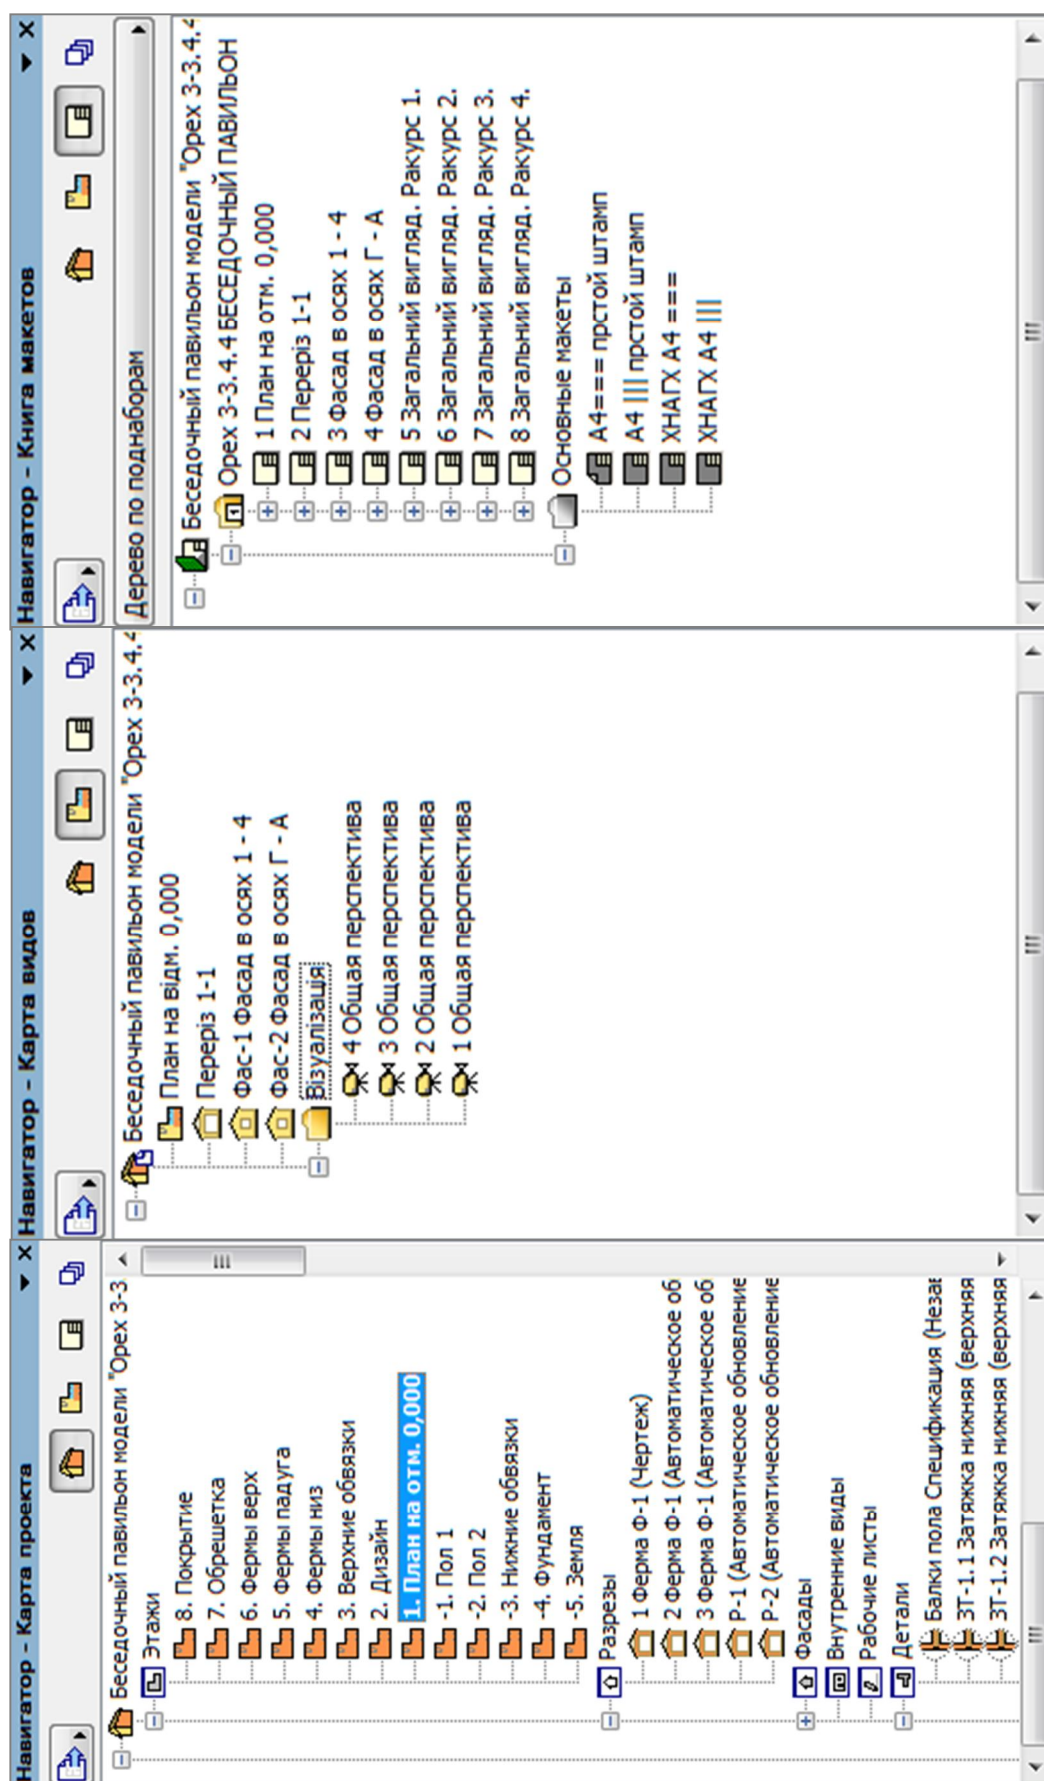 Навигатор - Карта проекта
Беседочный павильон модели "Орех 3-3
Этажи
8. Покрытие
7. Обрешетка
6. Фермы верх
5. Фермы падуга
4. Фермы низ
3. Верхние обвязки
2. Дизайн
1. План на отм. 0,000
-1. Пол 1
-2. Пол 2
-3. Нижние обвязки
-4. Фундамент
-5. Земля
Разрезы
1 Ферма Ф-1 (Чертеж)
2 Ферма Ф-1 (Автоматическое об
3 Ферма Ф-1 (Автоматическое об
Р-1 (Автоматическое обновление
Р-2 (Автоматическое обновление
Фасады
Внутренние виды
Рабочие листы
Детали
Балки пола Спецификация (Незав
ЗТ-1.1 Затяжка нижняя (верхняя
ЗТ-1.2 Затяжка нижняя (верхняя
Навигатор - Карта видов
Беседочный павильон модели "Орех 3-3.4.4
План на відм. 0,000
Переріз 1-1
Фас-1 Фасад в осях 1 - 4
Фас-2 Фасад в осях Г - А
Візуалізація
4 Общая перспектива
3 Общая перспектива
2 Общая перспектива
1 Общая перспектива
Навигатор - Книга макетов
Дерево по поднаборам
Беседочный павильон модели "Орех 3-3.4.4
Орех 3-3.4.4 БЕСЕДОЧНЫЙ ПАВИЛЬОН
1 План на отм. 0,000
2 Переріз 1-1
3 Фасад в осях 1 - 4
4 Фасад в осях Г - А
5 Загальний вигляд. Ракурс 1.
6 Загальний вигляд. Ракурс 2.
7 Загальний вигляд. Ракурс 3.
8 Загальний вигляд. Ракурс 4.
Основные макеты
А4=== прстой штамп
А4 ||| прстой штамп
ХНАГХ А4 ===
ХНАГХ А4 |||